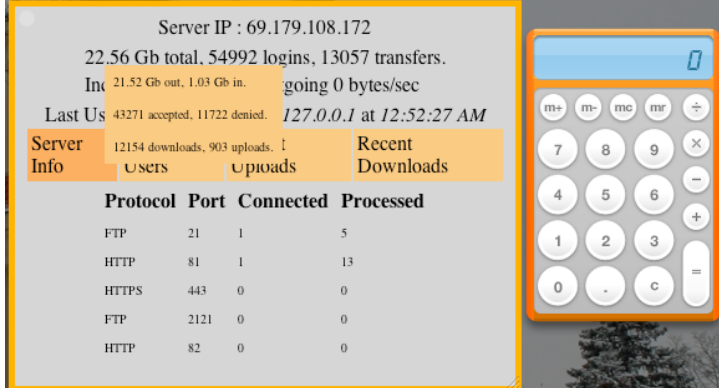 Server IP : 69.179.108.172
22.56 Gb total, 54992 logins, 13057 transfers.
going 0 bytes/sec
21.52 Gb out, 1.03 Gb in.
43271 accepted, 11722 denied.
12154 downloads, 903 uploads.
Last Us 127.0.0.1 at 12:52:27 AM
Server Info
Users
Uploads
Recent Downloads
Protocol Port Connected Processed
FTP 21 1 5
HTTP 81 1 13
HTTPS 443 0 0
FTP 2121 0 0
HTTP 82 0 0
0
m+ m- mc mr ÷
7 8 9 ×
4 5 6 −
+
1 2 3
0 . c =